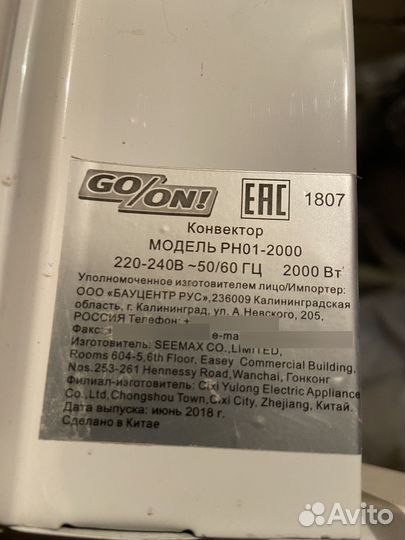 GO/ON!
EAC
1807
Конвектор
МОДЕЛЬ PH01-2000
220-240В ~50/60 ГЦ 2000 Вт
Уполномоченное изготовителем лицо/Импортер:
ООО «БАУЦЕНТР РУС»,236009 Калининградская
область, г. Калининград, ул. А.Невского, 205,
РОССИЯ Телефон: +
Факс: e-ma
Изготовитель: SEEMAX CO.,LIMITED,
Rooms 604-5,6th Floor, Easey Commercial Building,
Nos.253-261 Hennessy Road,Wanchai, Гонконг
Филиал-изготовитель: Cixi Yulong Electric Appliance
Co.,Ltd,Chongshou Town,Cixi City, Zhejiang, Китай.
Дата выпуска: июнь 2018 г.
Сделано в Китае
Avito